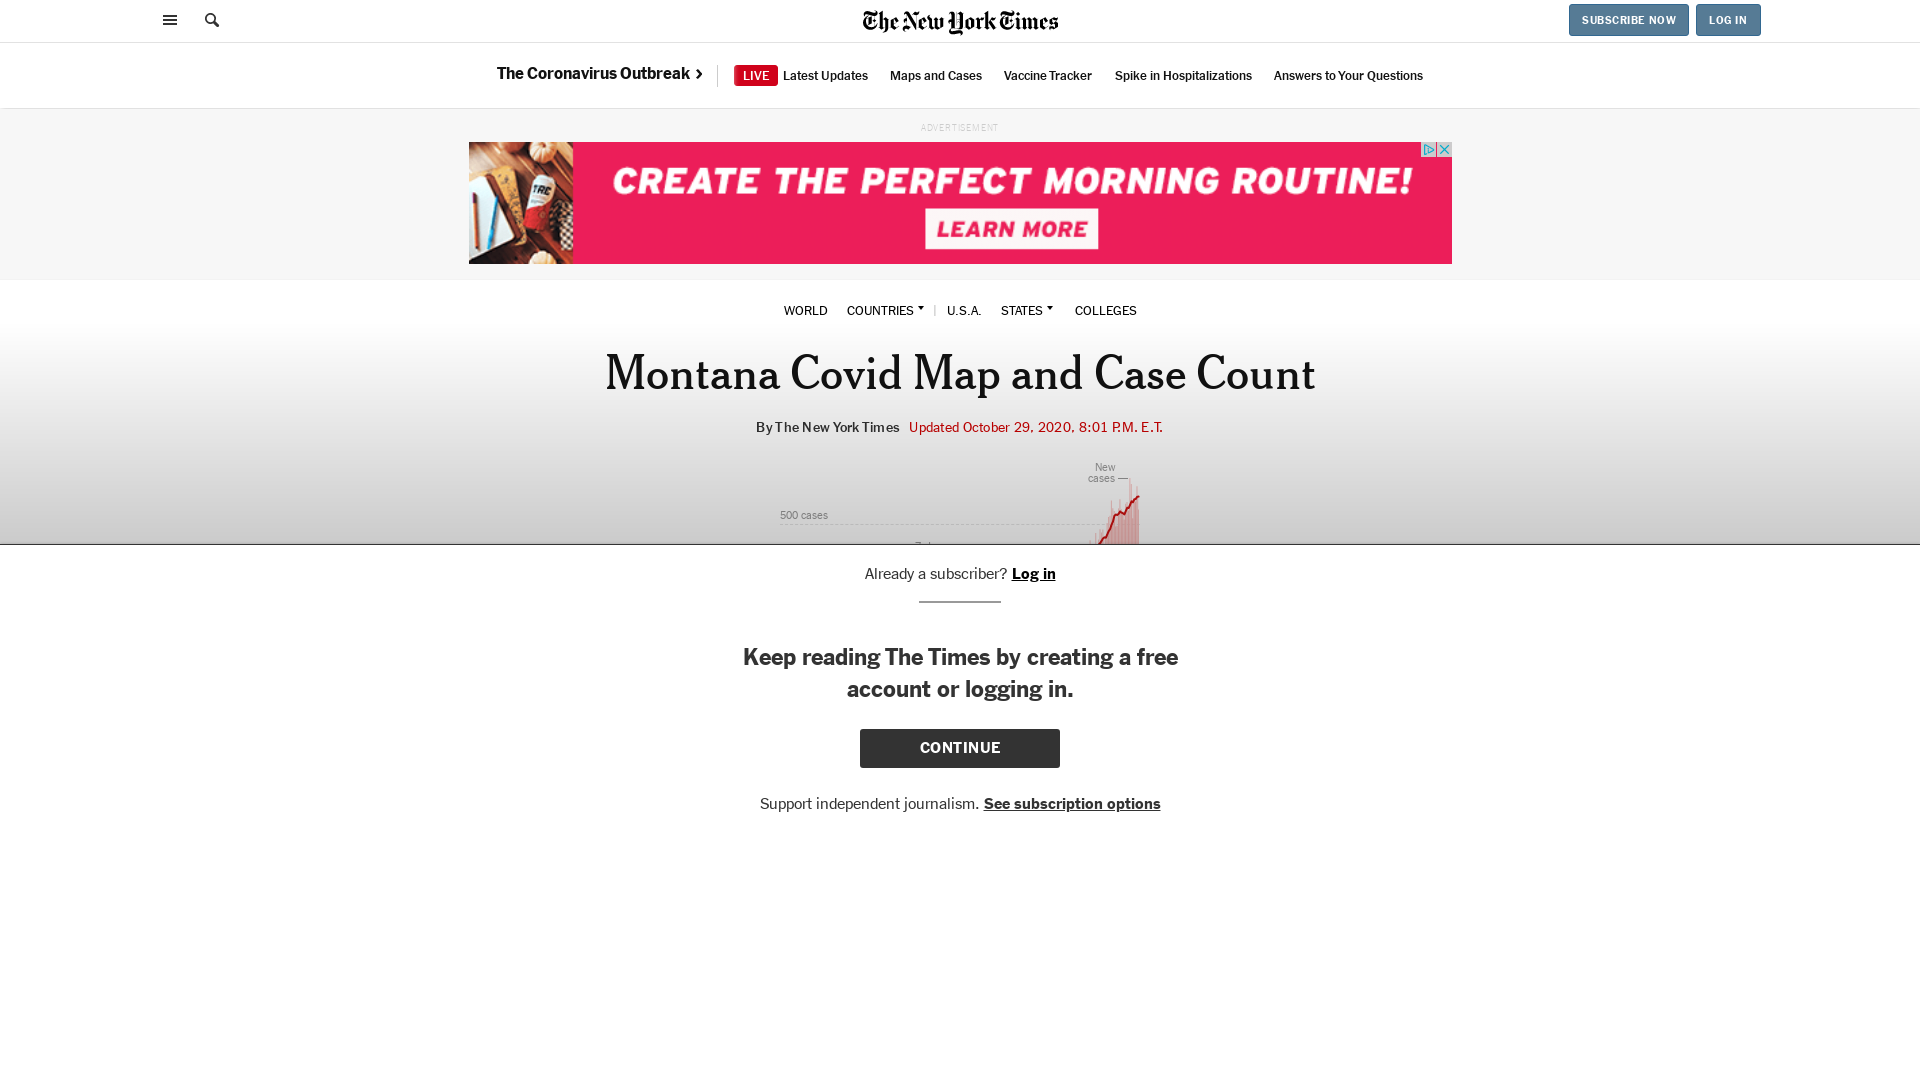 The New York Times
SUBSCRIBE NOW
LOG IN
The Coronavirus Outbreak
LIVE Latest Updates
Maps and Cases
Vaccine Tracker
Spike in Hospitalizations
Answers to Your Questions
ADVERTISEMENT
CREATE THE PERFECT MORNING ROUTINE!
LEARN MORE
WORLD
COUNTRIES
U.S.A.
STATES
COLLEGES
Montana Covid Map and Case Count
By The New York Times Updated October 29, 2020, 8:01 P.M. E.T.
New
cases
500 cases
Already a subscriber? Log in
Keep reading The Times by creating a free
account or logging in.
CONTINUE
Support independent journalism. See subscription options